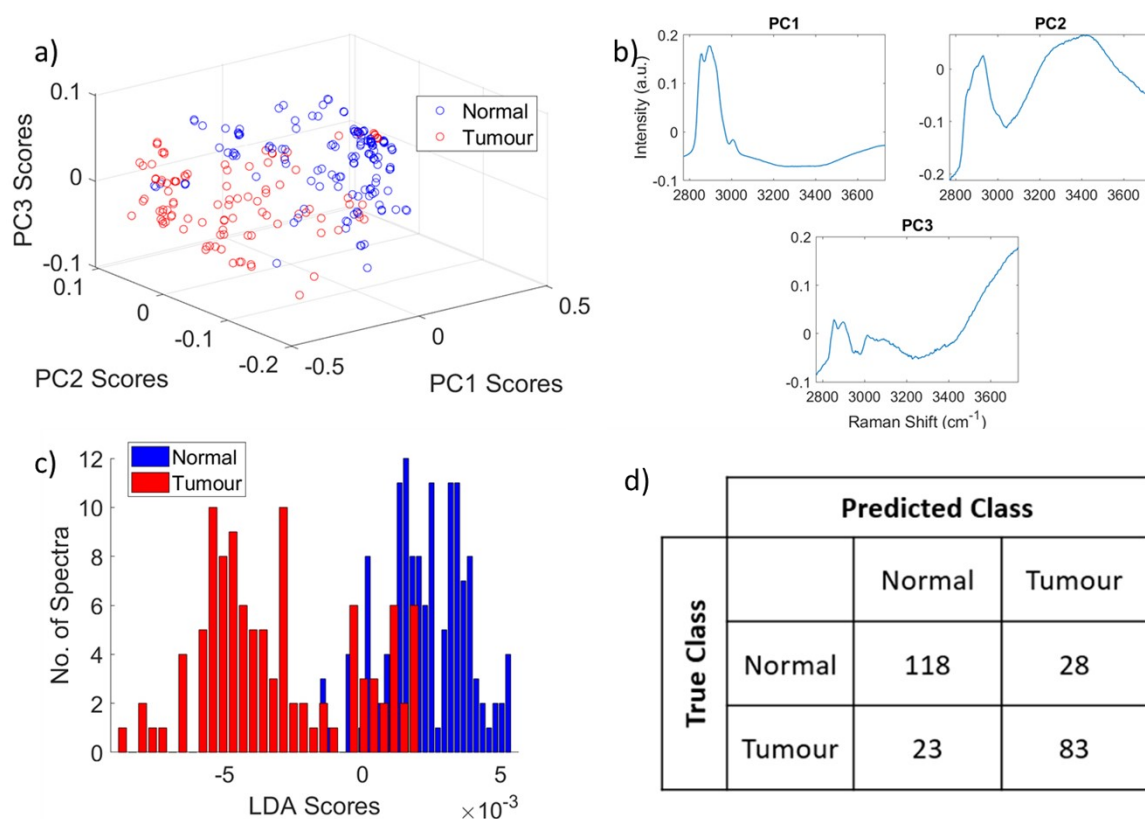 a)
0.1
0
-0.1
PC3 Scores
Normal
Tumour
0.1
0
-0.1
-0.2
PC2 Scores
-0.5
0
0.5
PC1 Scores
b)
PC1
0.2
0.1
0
-0.1
Intensity (a.u.)
2800 3000 3200 3400 3600
PC2
0
-0.1
-0.2
2800 3000 3200 3400 3600
PC3
0.2
0.1
0
-0.1
2800 3000 3200 3400 3600
Raman Shift (cm-1)
c)
Normal
Tumour
12
10
8
6
4
2
0
No. of Spectra
-5 0 5
×10-3
LDA Scores
d)
Predicted Class
True Class
Normal Tumour
Normal 118 28
Tumour 23 83